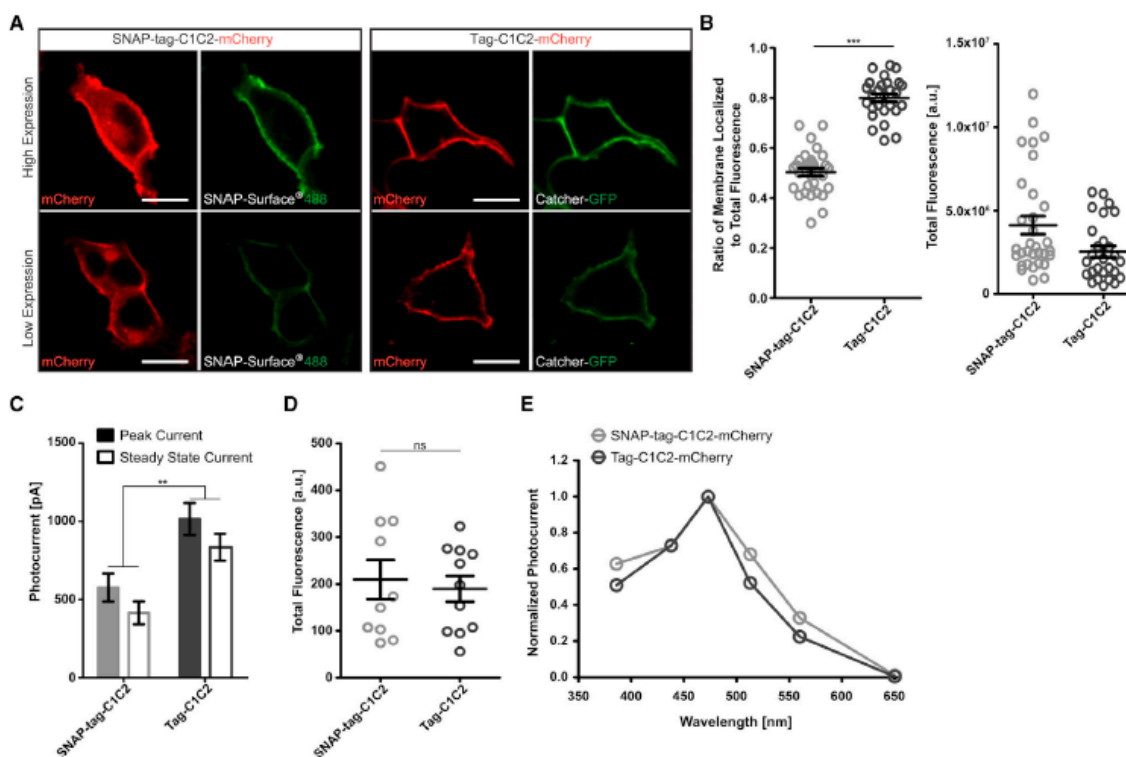 A
SNAP-tag-C1C2-mCherry
Tag-C1C2-mCherry
High Expression
mCherry
SNAP-Surface®488
mCherry
Catcher-GFP
Low Expression
mCherry
SNAP-Surface®488
mCherry
Catcher-GFP
B
Ratio of Membrane Localized
to Total Fluorescence
1.0
0.8
0.6
0.4
0.2
0.0
***
SNAP-tag-C1C2
Tag-C1C2
Total Fluorescence [a.u.]
1.5×10⁷
1.0×10⁷
5.0×10⁶
0
SNAP-tag-C1C2
Tag-C1C2
C
Peak Current
Steady State Current
Photocurrent [pA]
1500
1000
500
0
**
SNAP-tag-C1C2
Tag-C1C2
D
Total Fluorescence [a.u.]
500
400
300
200
100
0
ns
SNAP-tag-C1C2
Tag-C1C2
E
SNAP-tag-C1C2-mCherry
Tag-C1C2-mCherry
Normalized Photocurrent
1.0
0.8
0.6
0.4
0.2
0.0
350 400 450 500 550 600 650
Wavelength [nm]